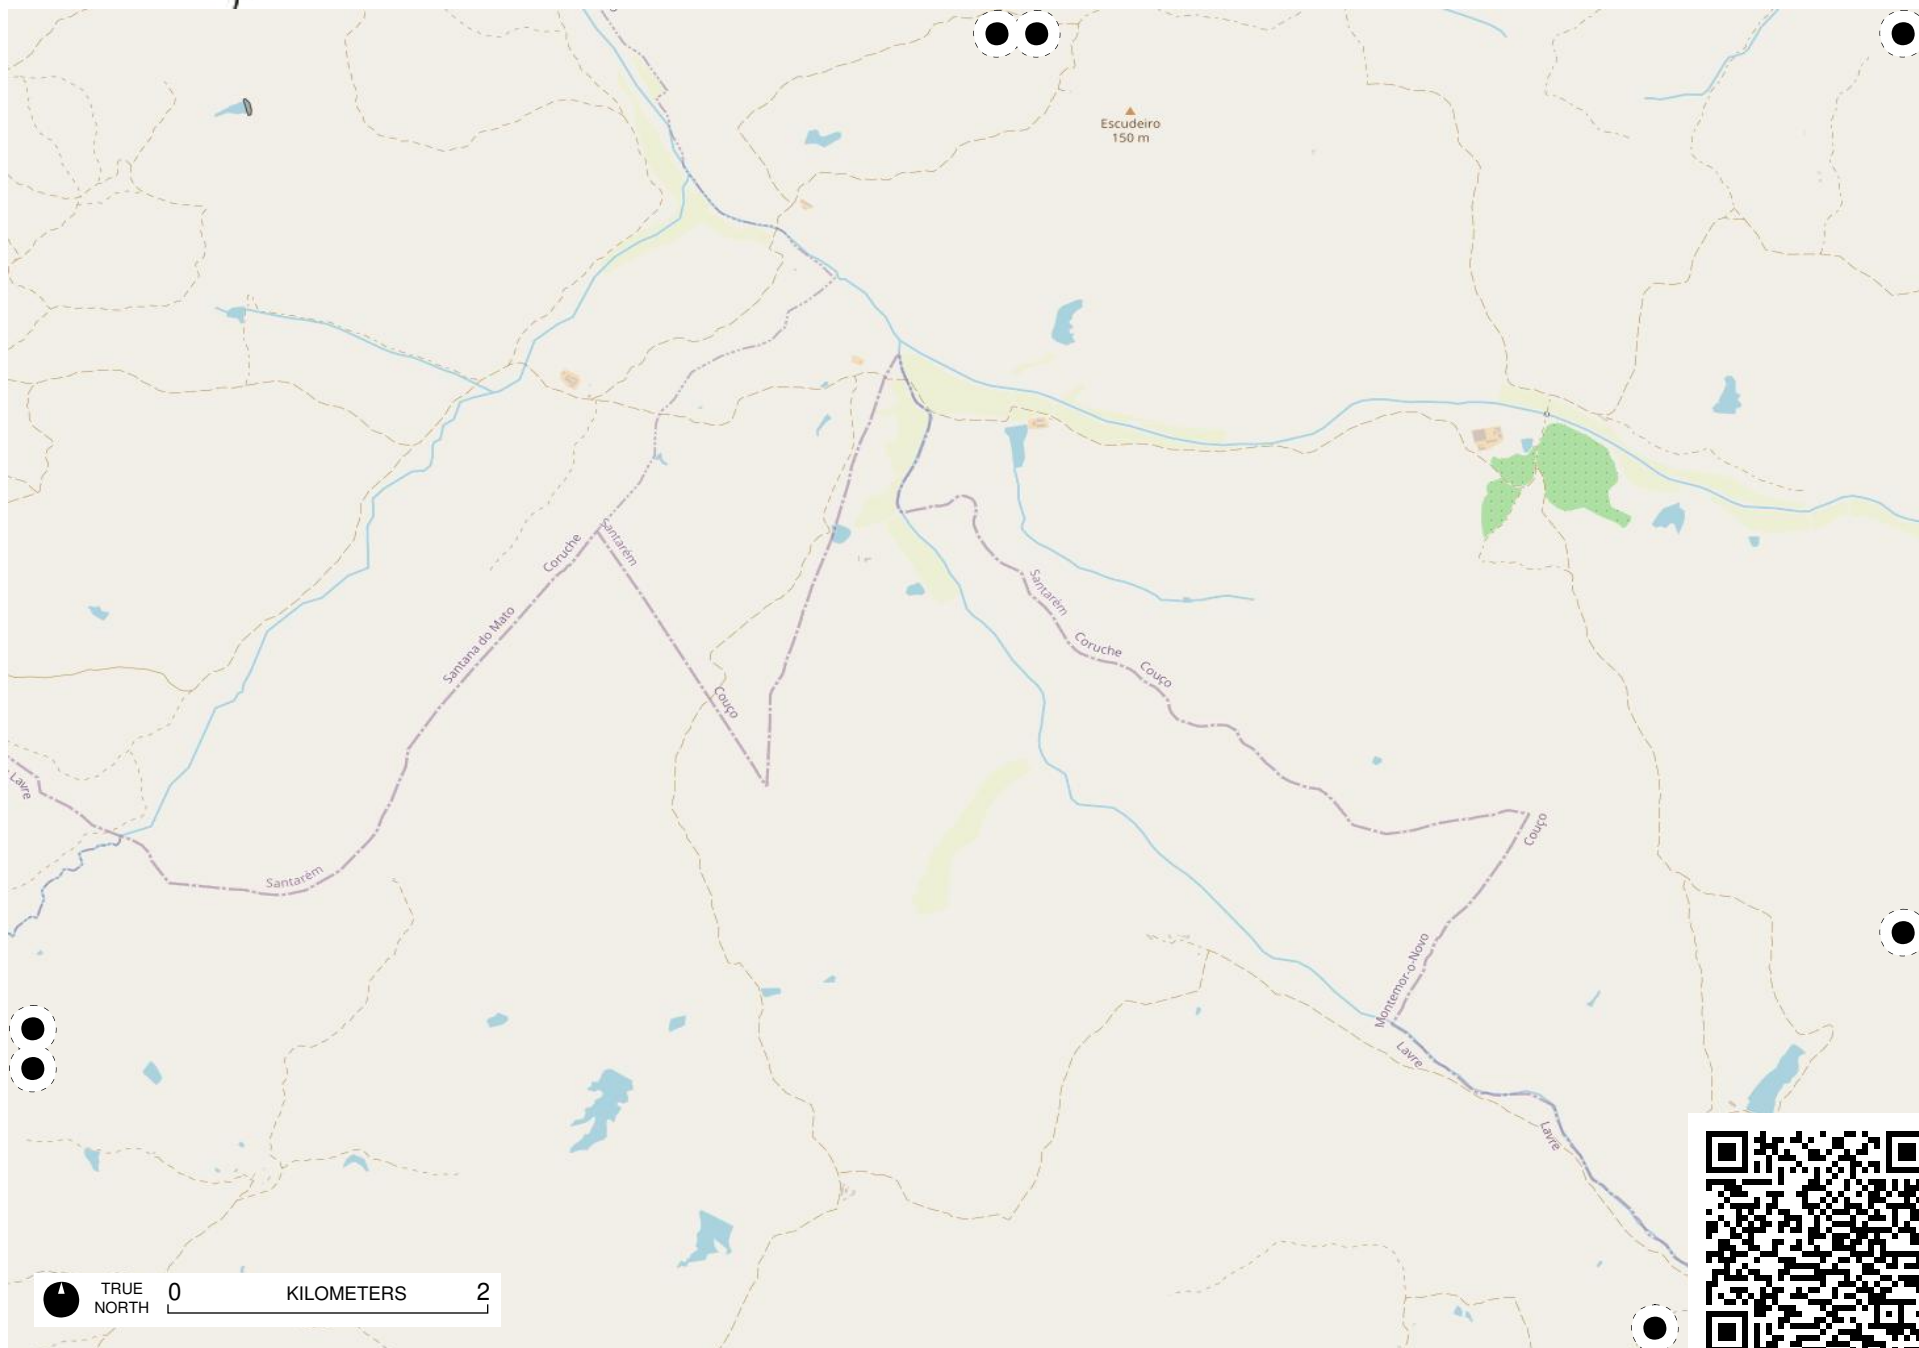 Escudeiro
150 m
Santarém
Coruche
Santana do Mato
Couço
Santarém
Coruche
Couço
Lavre
Couço
Santarém
Montemor-o-Novo
Lavre
Lavre
TRUE
NORTH
0 KILOMETERS 2